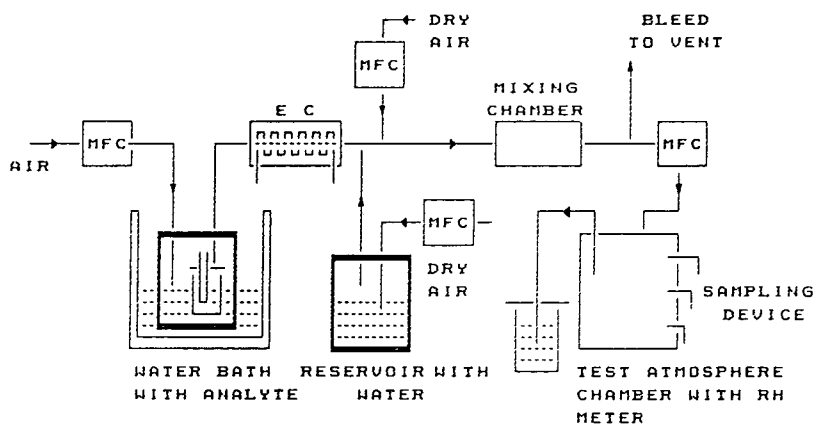 DRY
AIR
BLEED
TO VENT
MFC
MIXING
CHAMBER
E C
MFC
MFC
AIR
MFC
DRY
AIR
SAMPLING
DEVICE
WATER BATH
WITH ANALYTE
RESERVOIR WITH
WATER
TEST ATMOSPHERE
CHAMBER WITH RH
METER